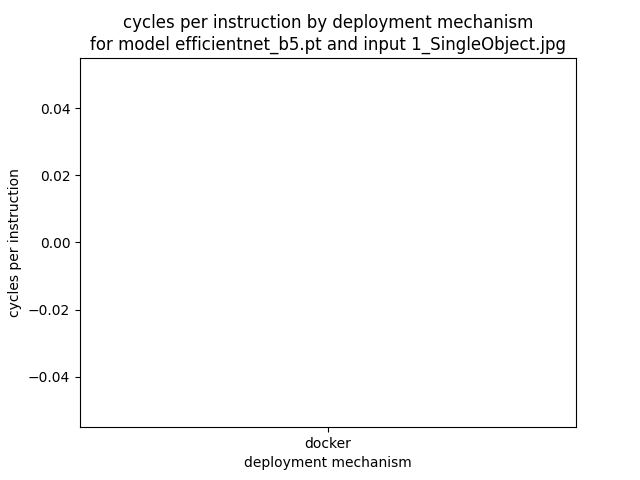 cycles per instruction by deployment mechanism
for model efficientnet_b5.pt and input 1_SingleObject.jpg
cycles per instruction
0.04
0.02
0.00
−0.02
−0.04
docker
deployment mechanism